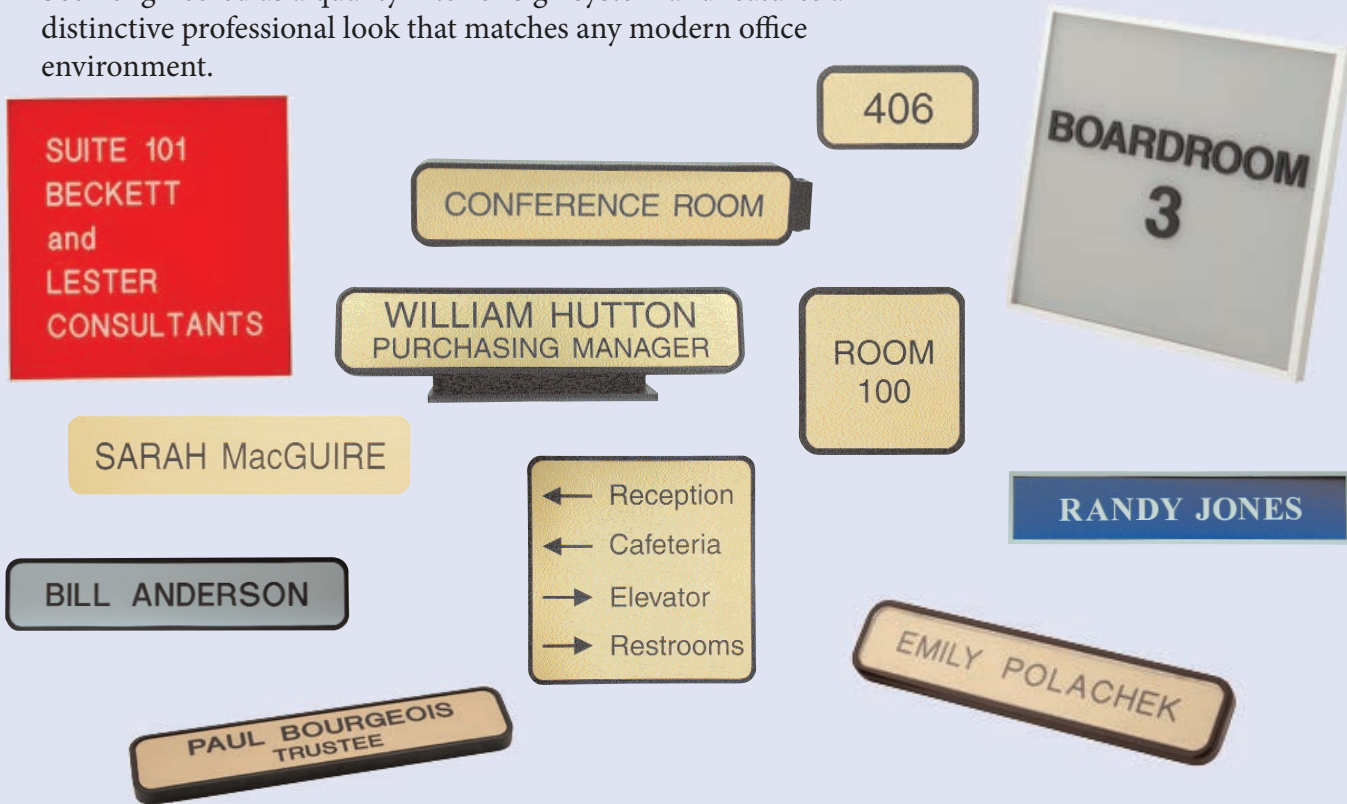 distinctive professional look that matches any modern office
environment.
406
SUITE 101
BECKETT
and
LESTER
CONSULTANTS
BOARDROOM
3
CONFERENCE ROOM
WILLIAM HUTTON
PURCHASING MANAGER
ROOM
100
SARAH MacGUIRE
← Reception
← Cafeteria
→ Elevator
→ Restrooms
RANDY JONES
BILL ANDERSON
EMILY POLACHEK
PAUL BOURGEOIS
TRUSTEE